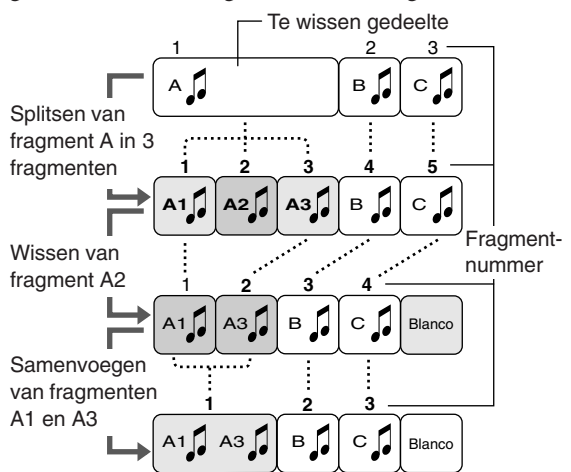 Te wissen gedeelte
1 2 3
A B C
Splitsen van
fragment A in 3
fragmenten
1 2 3 4 5
A1 A2 A3 B C
Fragment-
nummer
Wissen van
fragment A2
1 2 3 4
A1 A3 B C Blanco
Samenvoegen
van fragmenten
A1 en A3
1 2 3
A1 A3 B C Blanco